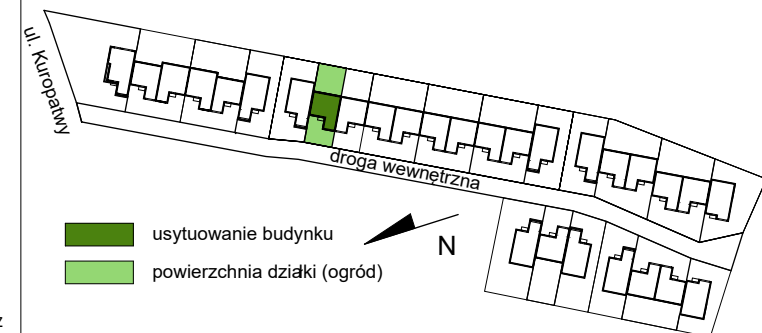 ul. Kuropatwy
droga wewnętrzna
usytuowanie budynku
N
powierzchnia działki (ogród)
z